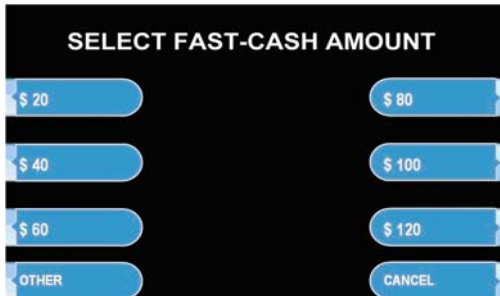 SELECT FAST-CASH AMOUNT
$ 20
$ 80
$ 40
$ 100
$ 60
$ 120
OTHER
CANCEL